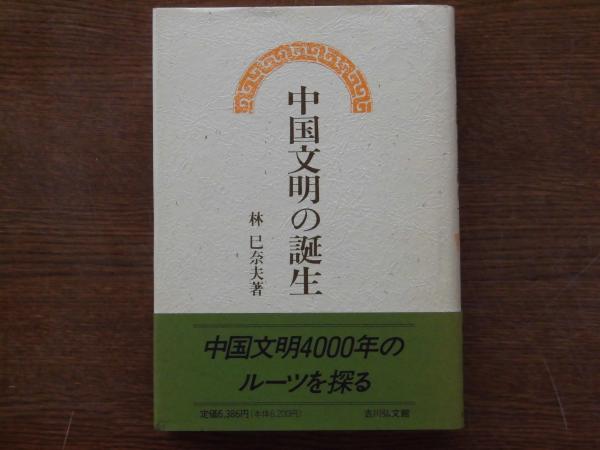 中国文明の誕生
林 巳奈夫著
中国文明4000年の
ルーツを探る
定価6,386円(本体6,200円) 吉川弘文館